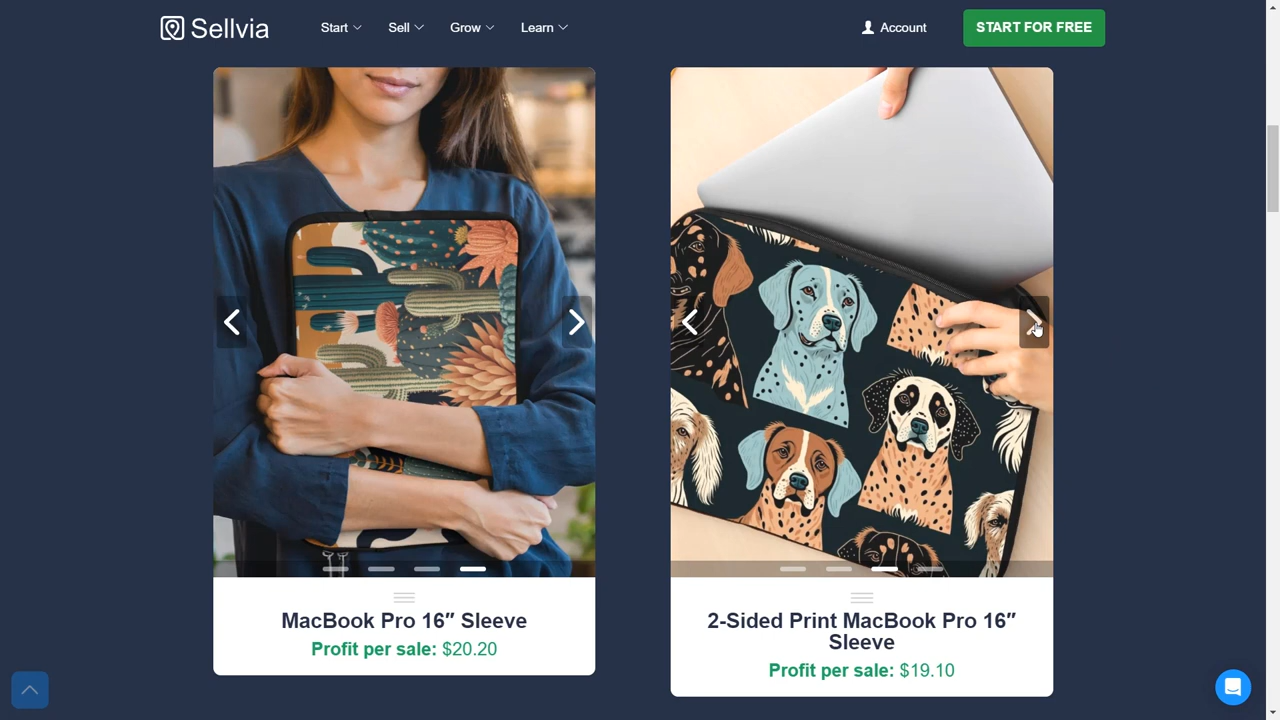 Sellvia
Start
Sell
Grow
Learn
Account
START FOR FREE
MacBook Pro 16″ Sleeve
Profit per sale: $20.20
2-Sided Print MacBook Pro 16″
Sleeve
Profit per sale: $19.10